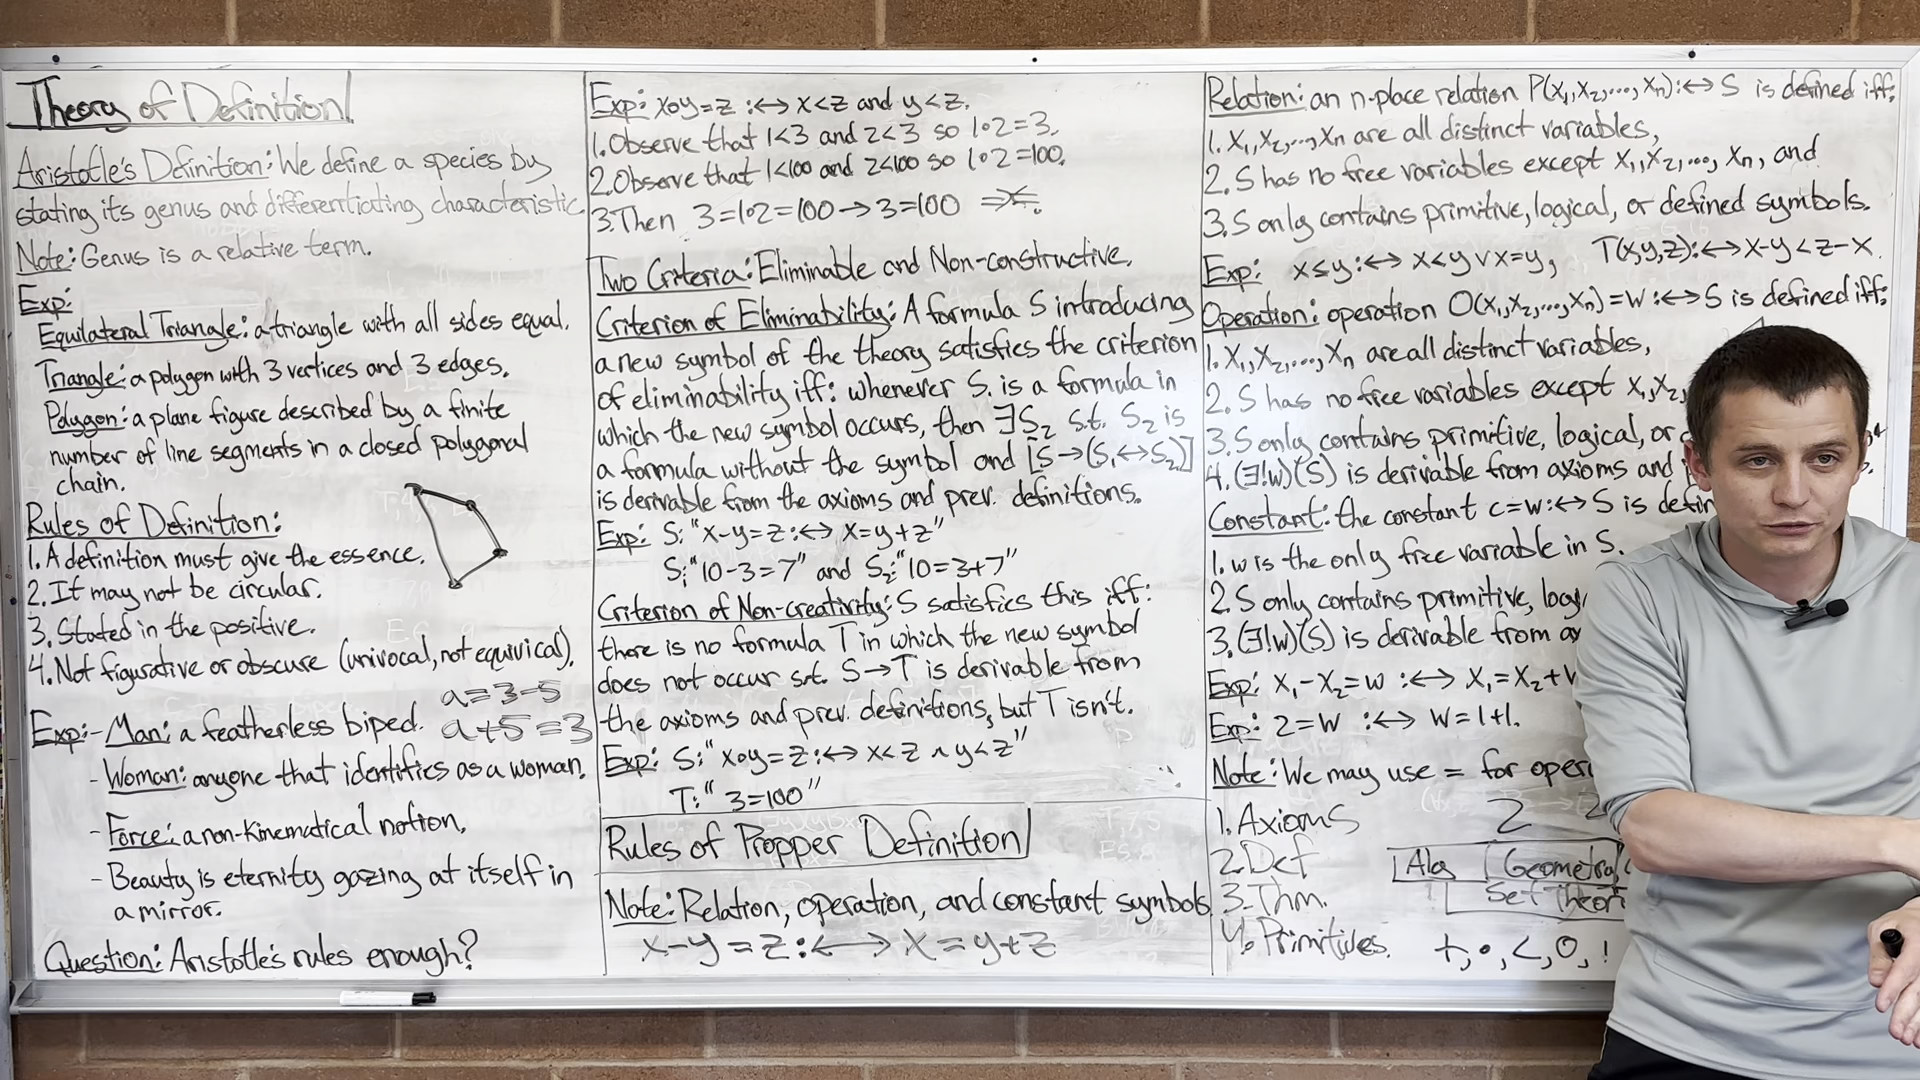 Theory of Definition
Aristotle's Definition: We define a species by
stating its genus and differentiating characteristic.
Note: Genus is a relative term.
Exp:
Equilateral Triangle: a triangle with all sides equal.
Triangle: a polygon with 3 vertices and 3 edges.
Polygon: a plane figure described by a finite
number of line segments in a closed polygonal
chain.
Rules of Definition:
1. A definition must give the essence.
2. It may not be circular.
3. Stated in the positive.
4. Not figurative or obscure (univocal, not equivical).
a=3-5
Exp:- Man: a featherless biped.
a+5=3
- Woman: anyone that identifies as a woman.
- Force: a non-kinematical notion.
- Beauty is eternity gazing at itself in
a mirror.
Question: Aristotle's rules enough?
Exp: x∘y=z :↔ x<z and y<z.
1. Observe that 1<3 and 2<3 so 1∘2=3.
2. Observe that 1<100 and 2<100 so 1∘2=100.
3. Then 3=1∘2=100→3=100
Two Criteria: Eliminable and Non-constructive.
Criterion of Eliminability: A formula S introducing
a new symbol of the theory satisfies the criterion
of eliminability iff: whenever S₁ is a formula in
which the new symbol occurs, then ∃S₂ s.t. S₂ is
a formula without the symbol and [S→(S₁↔S₂)]
is derivable from the axioms and prev. definitions.
Exp: S: "x-y=z :↔ x=y+z"
S₁: "10-3=7" and S₂: "10=3+7"
Criterion of Non-creativity: S satisfies this iff:
there is no formula T in which the new symbol
does not occur s.t. S→T is derivable from
the axioms and prev. definitions, but T isn't.
Exp: S: "x∘y=z :↔ x<z ∧ y<z"
T: "3=100"
Rules of Propper Definition
Note: Relation, operation, and constant symbols
x-y=z :↔ x=y+z
Relation: an n-place relation P(x₁,x₂,...,xₙ) :↔ S is defined iff:
1. x₁,x₂,...,xₙ are all distinct variables,
2. S has no free variables except x₁,x₂,...,xₙ, and
3. S only contains primitive, logical, or defined symbols.
Exp: x≤y :↔ x<y ∨ x=y, T(x,y,z) :↔ x-y<z-x.
Operation: operation O(x₁,x₂,...,xₙ)=w :↔ S is defined iff:
1. x₁,x₂,...,xₙ are all distinct variables,
2. S has no free variables except x₁,x₂,
3. S only contains primitive, logical, or
4. (∃!w)(S) is derivable from axioms and
Constant: the constant c=w :↔ S is
1. w is the only free variable in S.
2. S only contains primitive,
3. (∃!w)(S) is derivable from
Exp: x₁-x₂=w :↔ x₁=x₂+
Exp: 2=w :↔ w=1+1.
Note: We may use = for
1. Axioms 2
2. Def Alg
3. Thm. Set
4. Primitives. +, ∘, <, 0, 1